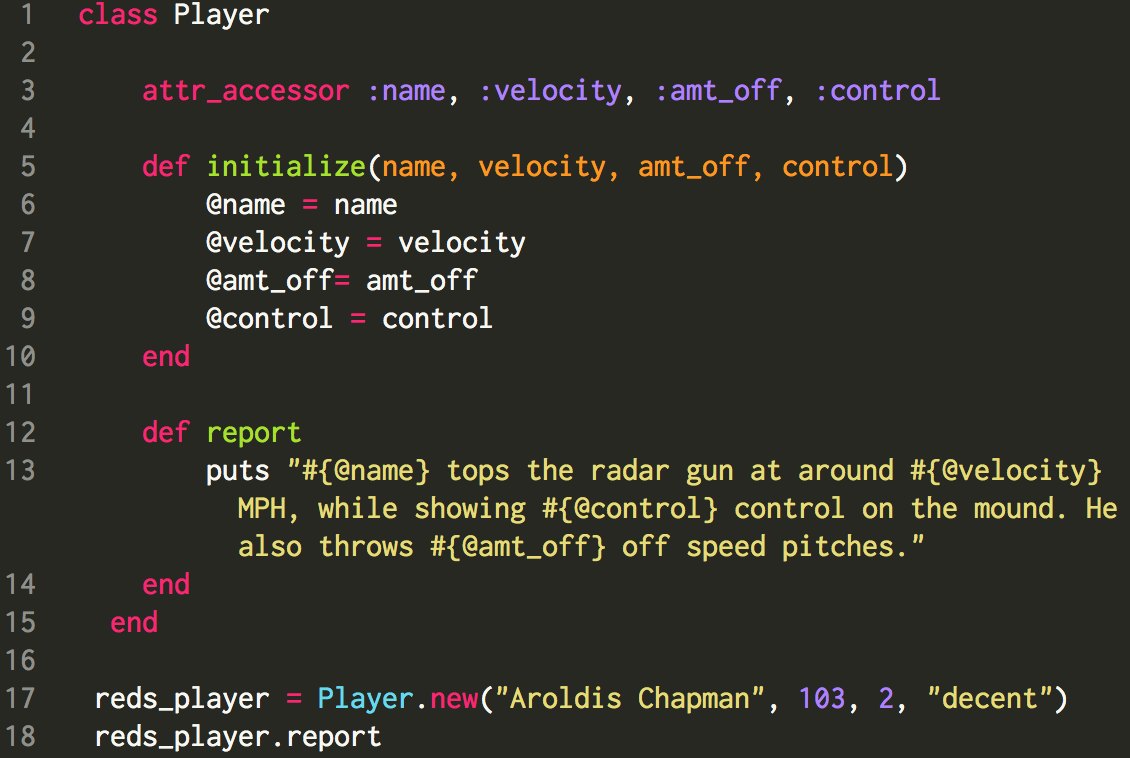 1 class Player
2
3 attr_accessor :name, :velocity, :amt_off, :control
4
5 def initialize(name, velocity, amt_off, control)
6 @name = name
7 @velocity = velocity
8 @amt_off= amt_off
9 @control = control
10 end
11
12 def report
13 puts "#{@name} tops the radar gun at around #{@velocity}
MPH, while showing #{@control} control on the mound. He
also throws #{@amt_off} off speed pitches."
14 end
15 end
16
17 reds_player = Player.new("Aroldis Chapman", 103, 2, "decent")
18 reds_player.report